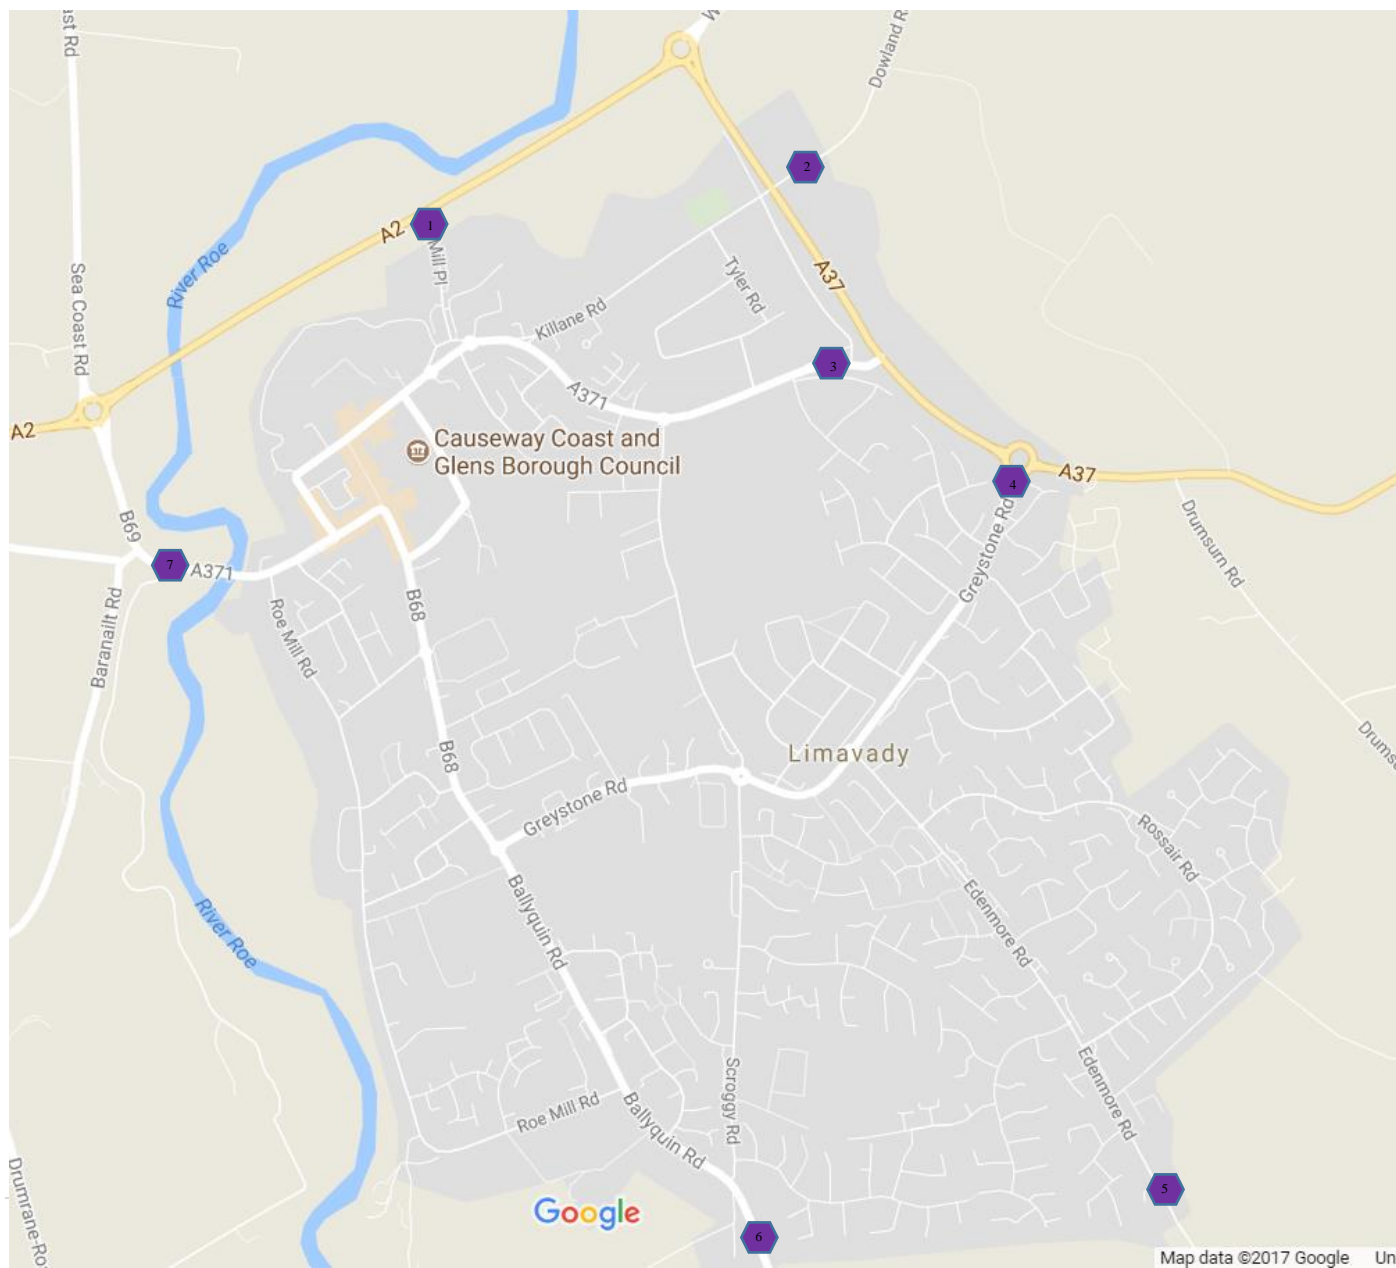 ast Rd
W
Dowland R
2
A2
1
Mill Pl
River Roe
Sea Coast Rd
Tyler Rd
A37
Killane Rd
3
A371
A2
Causeway Coast and
Glens Borough Council
A37
4
Greystone Rd
Drumsurn Rd
B69
7
A371
B68
Roe Mill Rd
Baranailt Rd
B68
Limavady
Drumsu
Greystone Rd
Rossair Rd
Ballyquin Rd
Edenmore Rd
River Roe
Scroggy Rd
Edenmore Rd
Roe Mill Rd
Ballyquin Rd
Drumrane-Ro
5
Google
6
Map data ©2017 Google Un